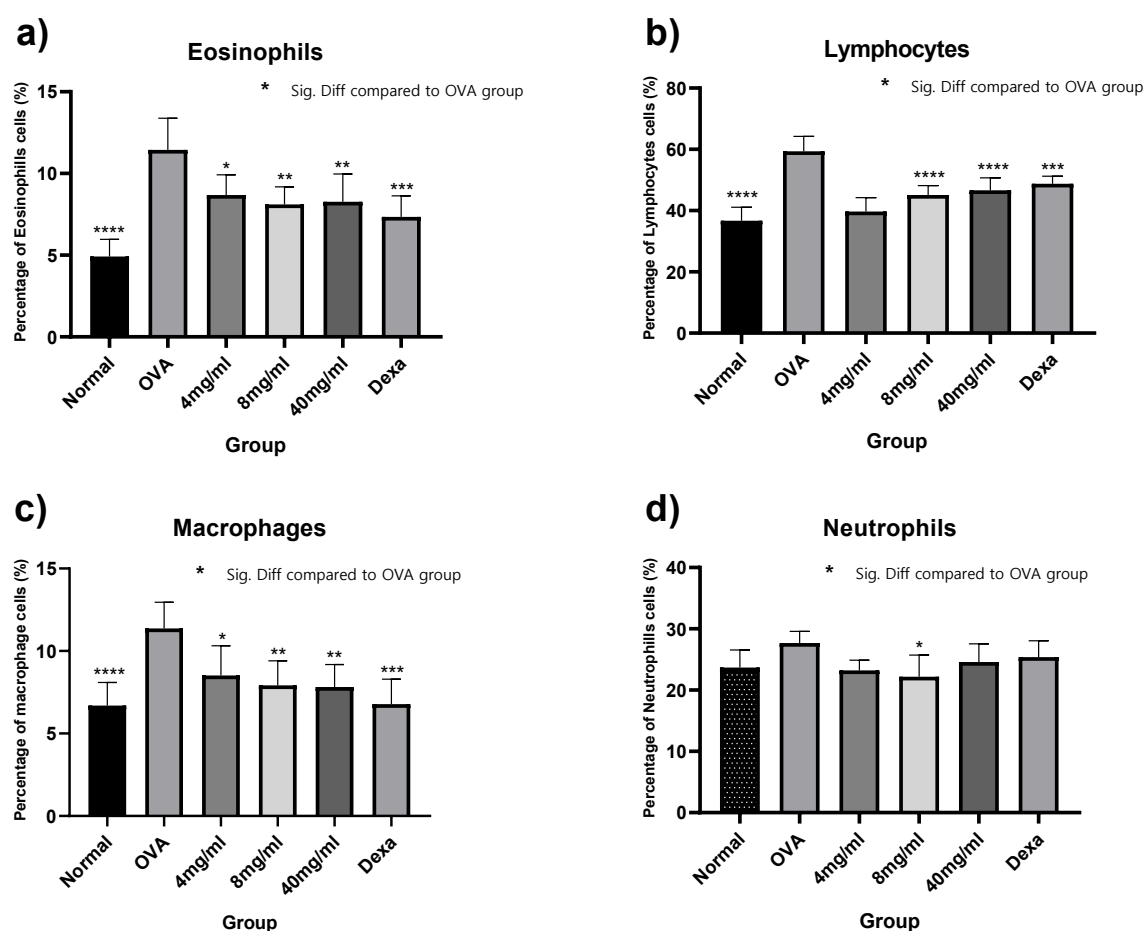 a)
Eosinophils
* Sig. Diff compared to OVA group
Percentage of Eosinophills cells (%)
15
10
5
0
****
*
**
**
***
Normal
OVA
4mg/ml
8mg/ml
40mg/ml
Dexa
Group
b)
Lymphocytes
* Sig. Diff compared to OVA group
Percentage of Lymphocytes cells (%)
80
60
40
20
0
****
****
****
***
Normal
OVA
4mg/ml
8mg/ml
40mg/ml
Dexa
Group
c)
Macrophages
* Sig. Diff compared to OVA group
Percentage of macrophage cells (%)
15
10
5
0
****
*
**
**
***
Normal
OVA
4mg/ml
8mg/ml
40mg/ml
Dexa
Group
d)
Neutrophils
* Sig. Diff compared to OVA group
Percentage of Neutrophills cells (%)
40
30
20
10
0
*
Normal
OVA
4mg/ml
8mg/ml
40mg/ml
Dexa
Group